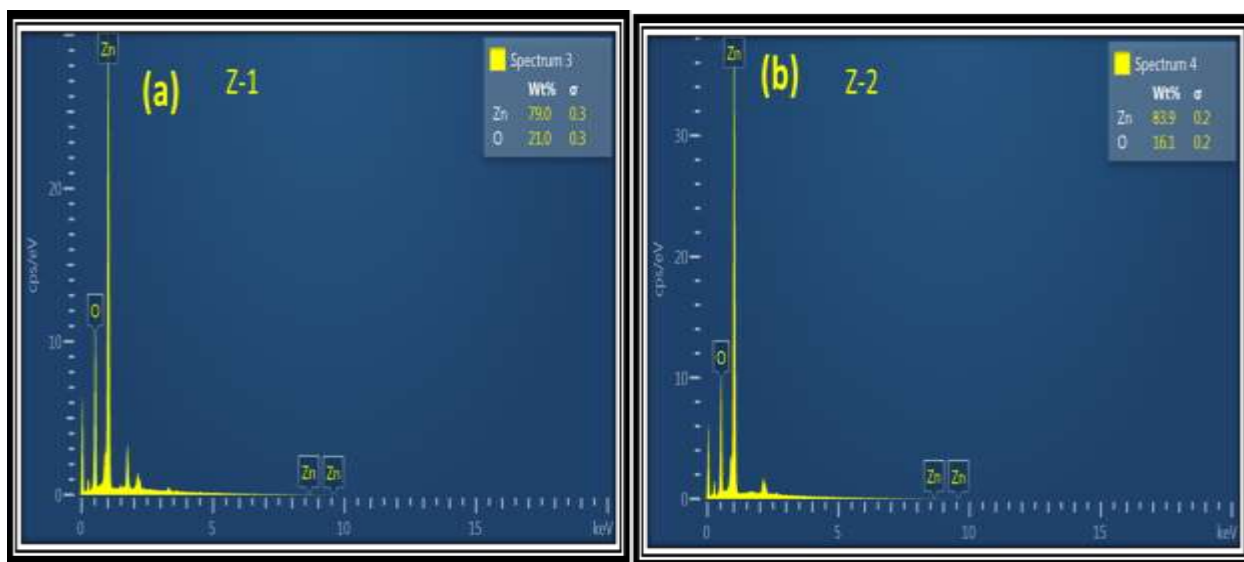 Zn
(a) Z-1
Spectrum 3
Wt% σ
Zn 79.0 0.3
O 21.0 0.3
20
cps/eV
O
10
Zn Zn
0
0 5 10 15 keV
Zn
(b) Z-2
Spectrum 4
Wt% σ
Zn 83.9 0.2
O 16.1 0.2
30
20
cps/eV
O
10
Zn Zn
0
0 5 10 15 keV